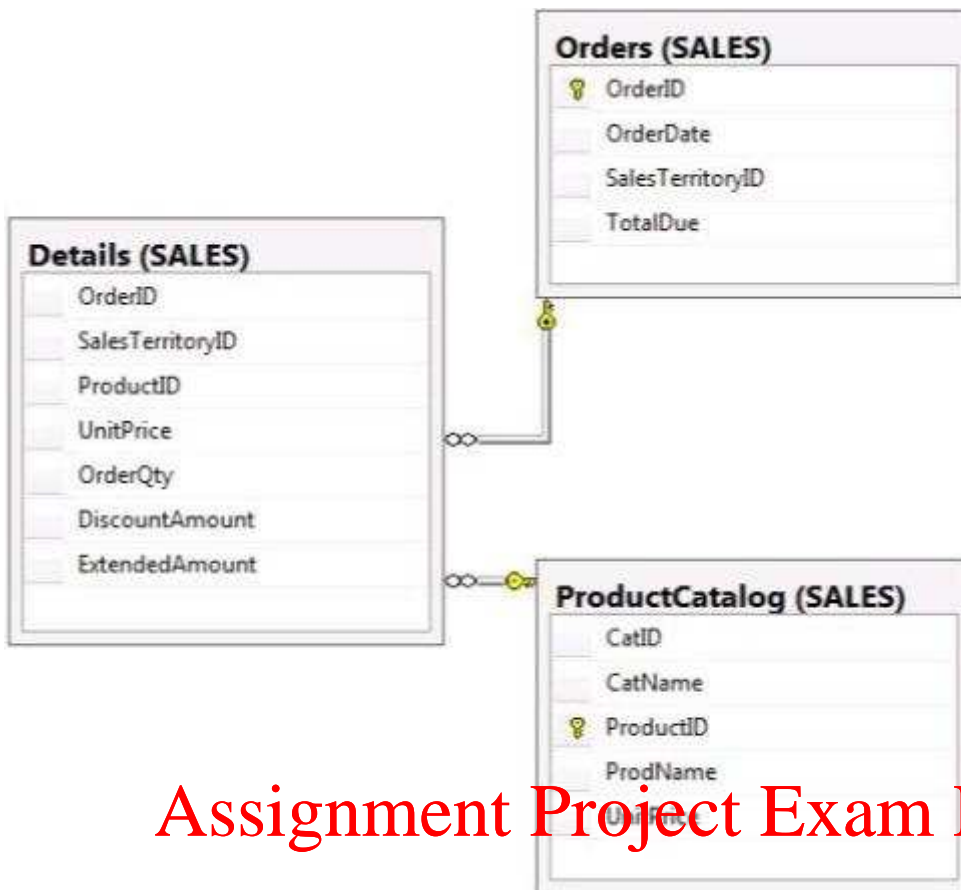 Orders (SALES)
OrderID
OrderDate
SalesTerritoryID
TotalDue
Details (SALES)
OrderID
SalesTerritoryID
ProductID
UnitPrice
OrderQty
DiscountAmount
ExtendedAmount
ProductCatalog (SALES)
CatID
CatName
ProductID
ProdName
UnitPrice
Assignment Project Exam